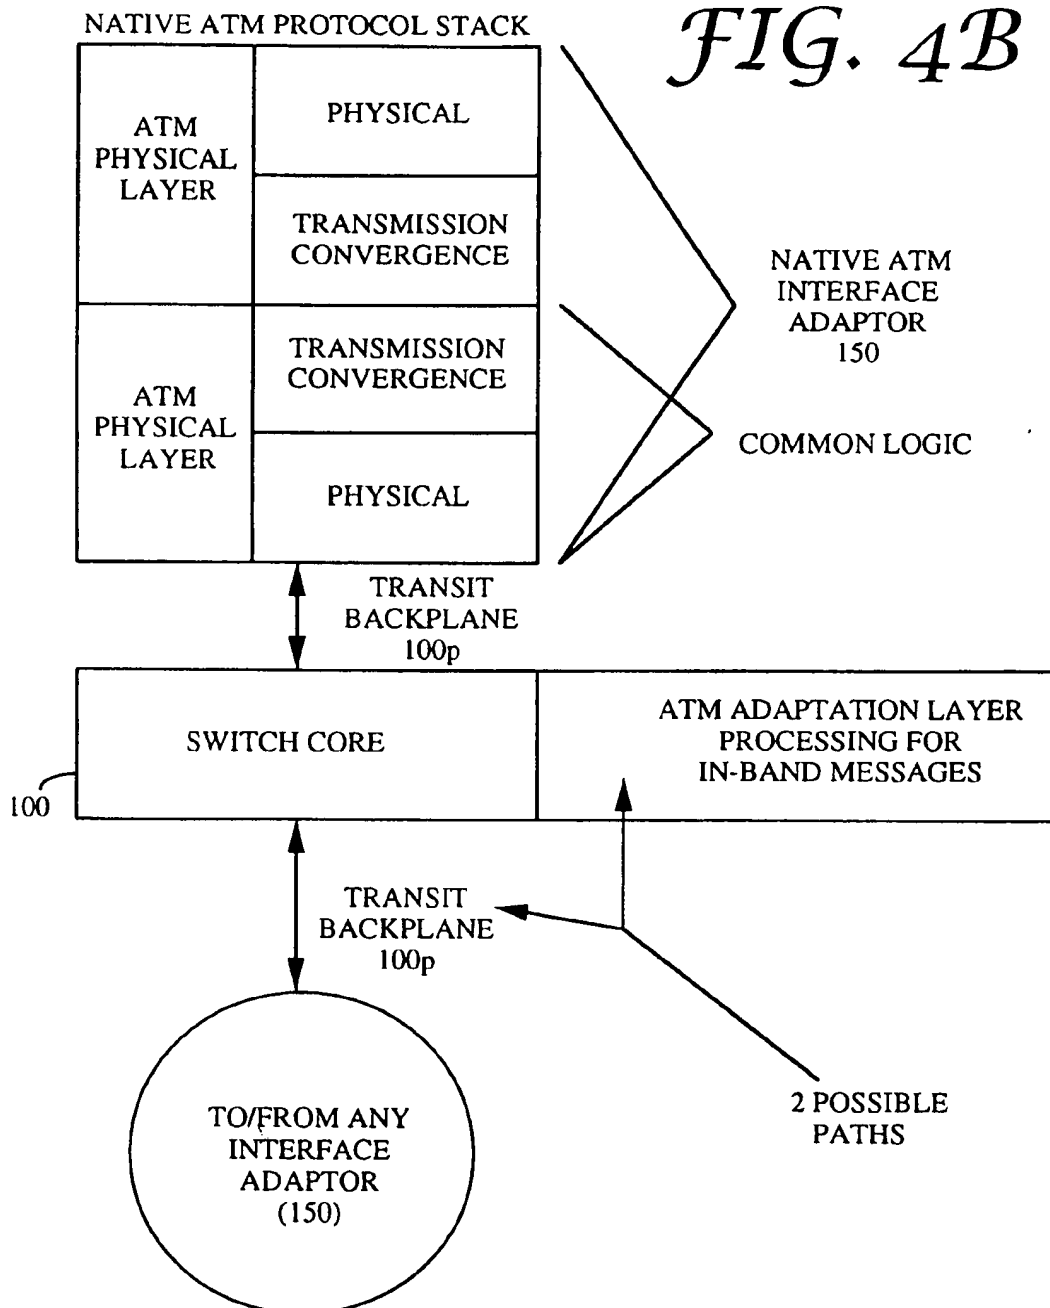 NATIVE ATM PROTOCOL STACK
FIG. 4B
ATM
PHYSICAL
LAYER
PHYSICAL
TRANSMISSION
CONVERGENCE
ATM
PHYSICAL
LAYER
TRANSMISSION
CONVERGENCE
PHYSICAL
NATIVE ATM
INTERFACE
ADAPTOR
150
COMMON LOGIC
TRANSIT
BACKPLANE
100p
SWITCH CORE
ATM ADAPTATION LAYER
PROCESSING FOR
IN-BAND MESSAGES
100
TRANSIT
BACKPLANE
100p
2 POSSIBLE
PATHS
TO/FROM ANY
INTERFACE
ADAPTOR
(150)